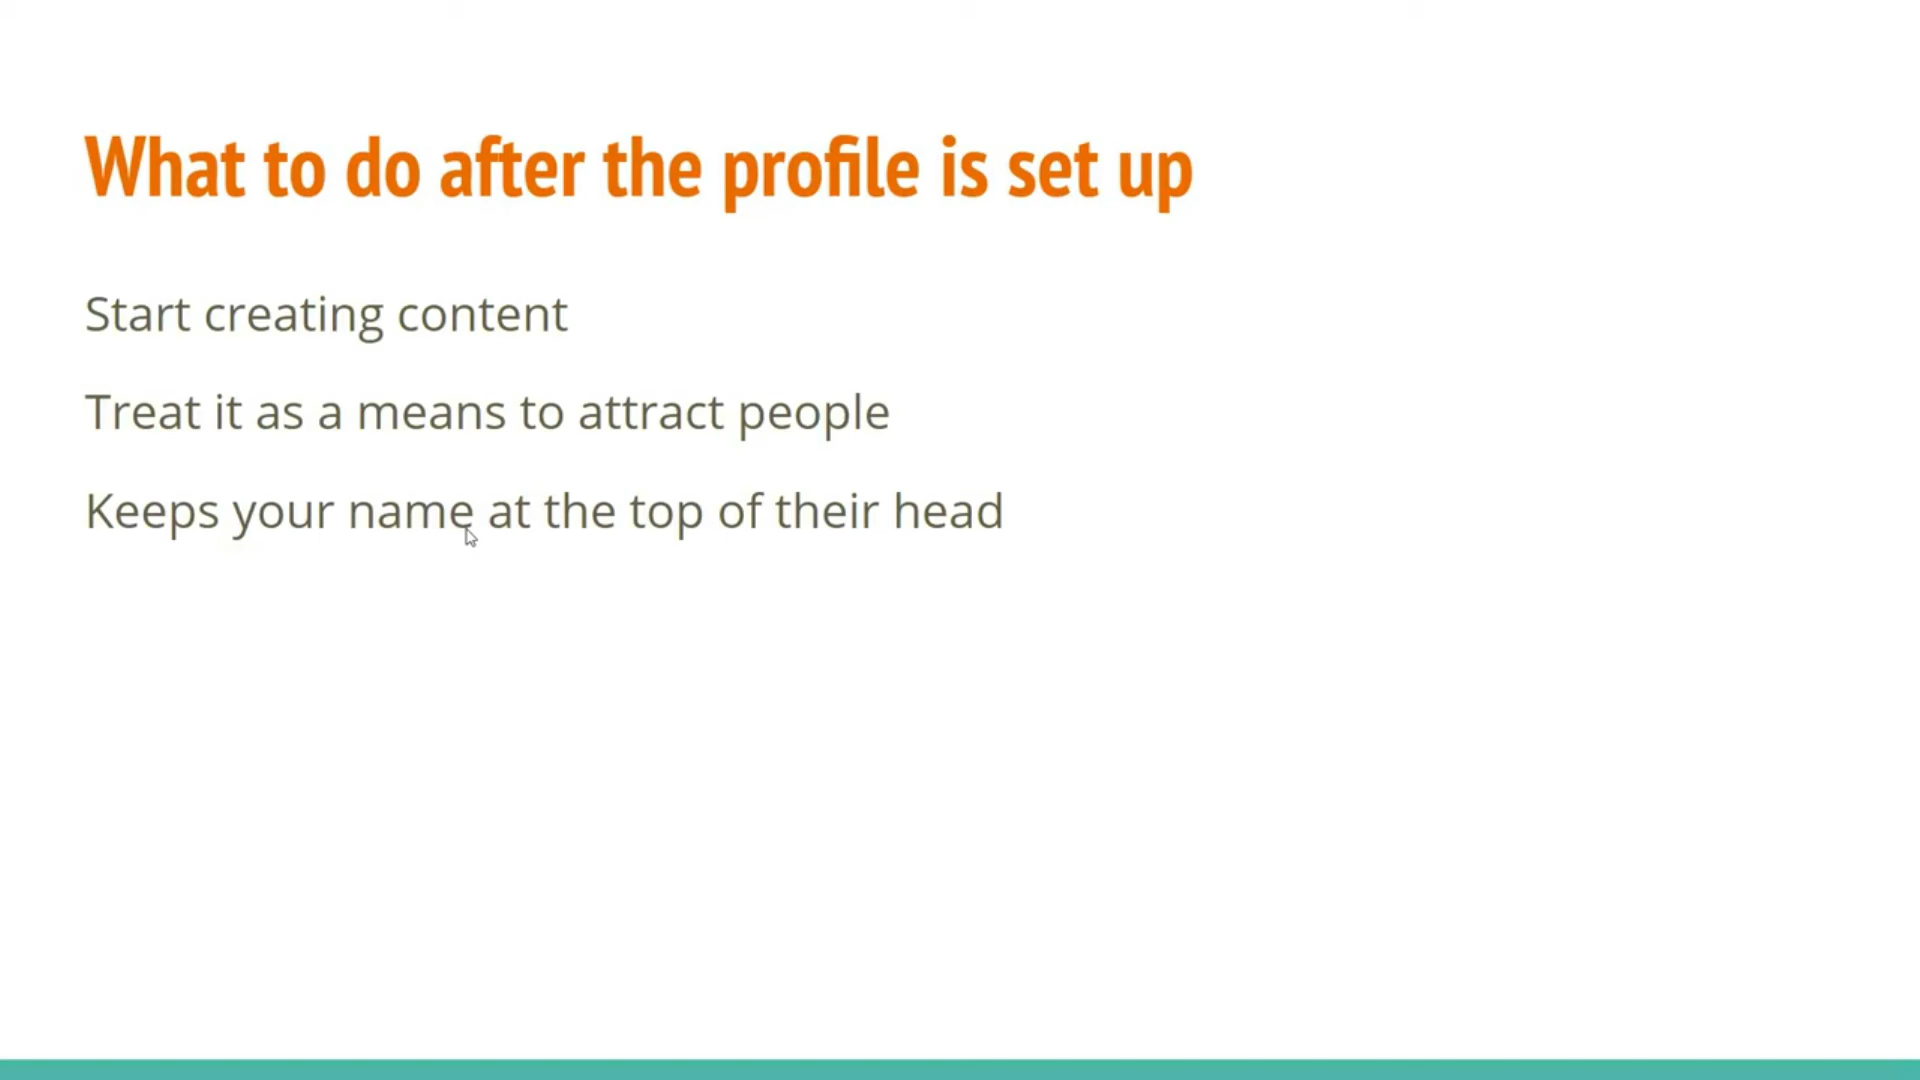 What to do after the profile is set up
Start creating content
Treat it as a means to attract people
Keeps your name at the top of their head